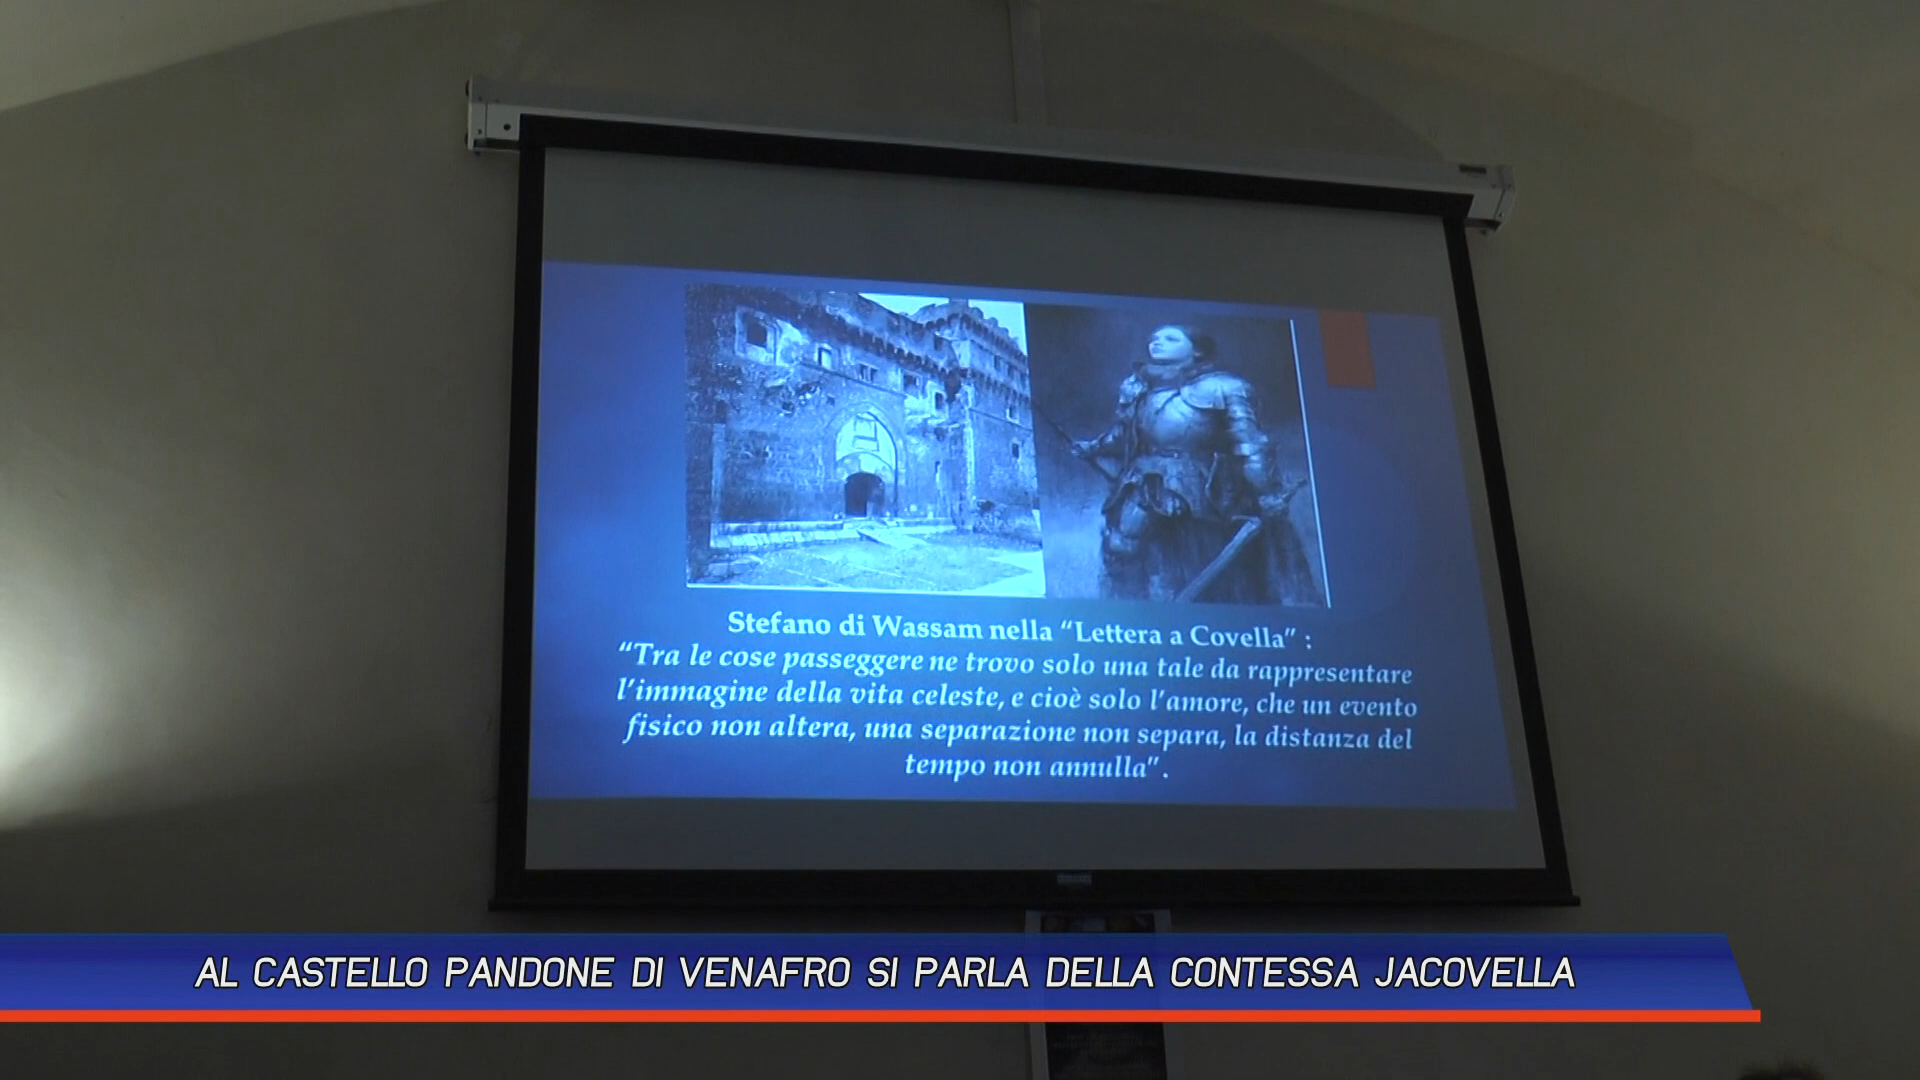 Stefano di Wassam nella “Lettera a Covella” :
“Tra le cose passeggere ne trovo solo una tale da rappresentare
l’immagine della vita celeste, e cioè solo l’amore, che un evento
fisico non altera, una separazione non separa, la distanza del
tempo non annulla”.
AL CASTELLO PANDONE DI VENAFRO SI PARLA DELLA CONTESSA JACOVELLA